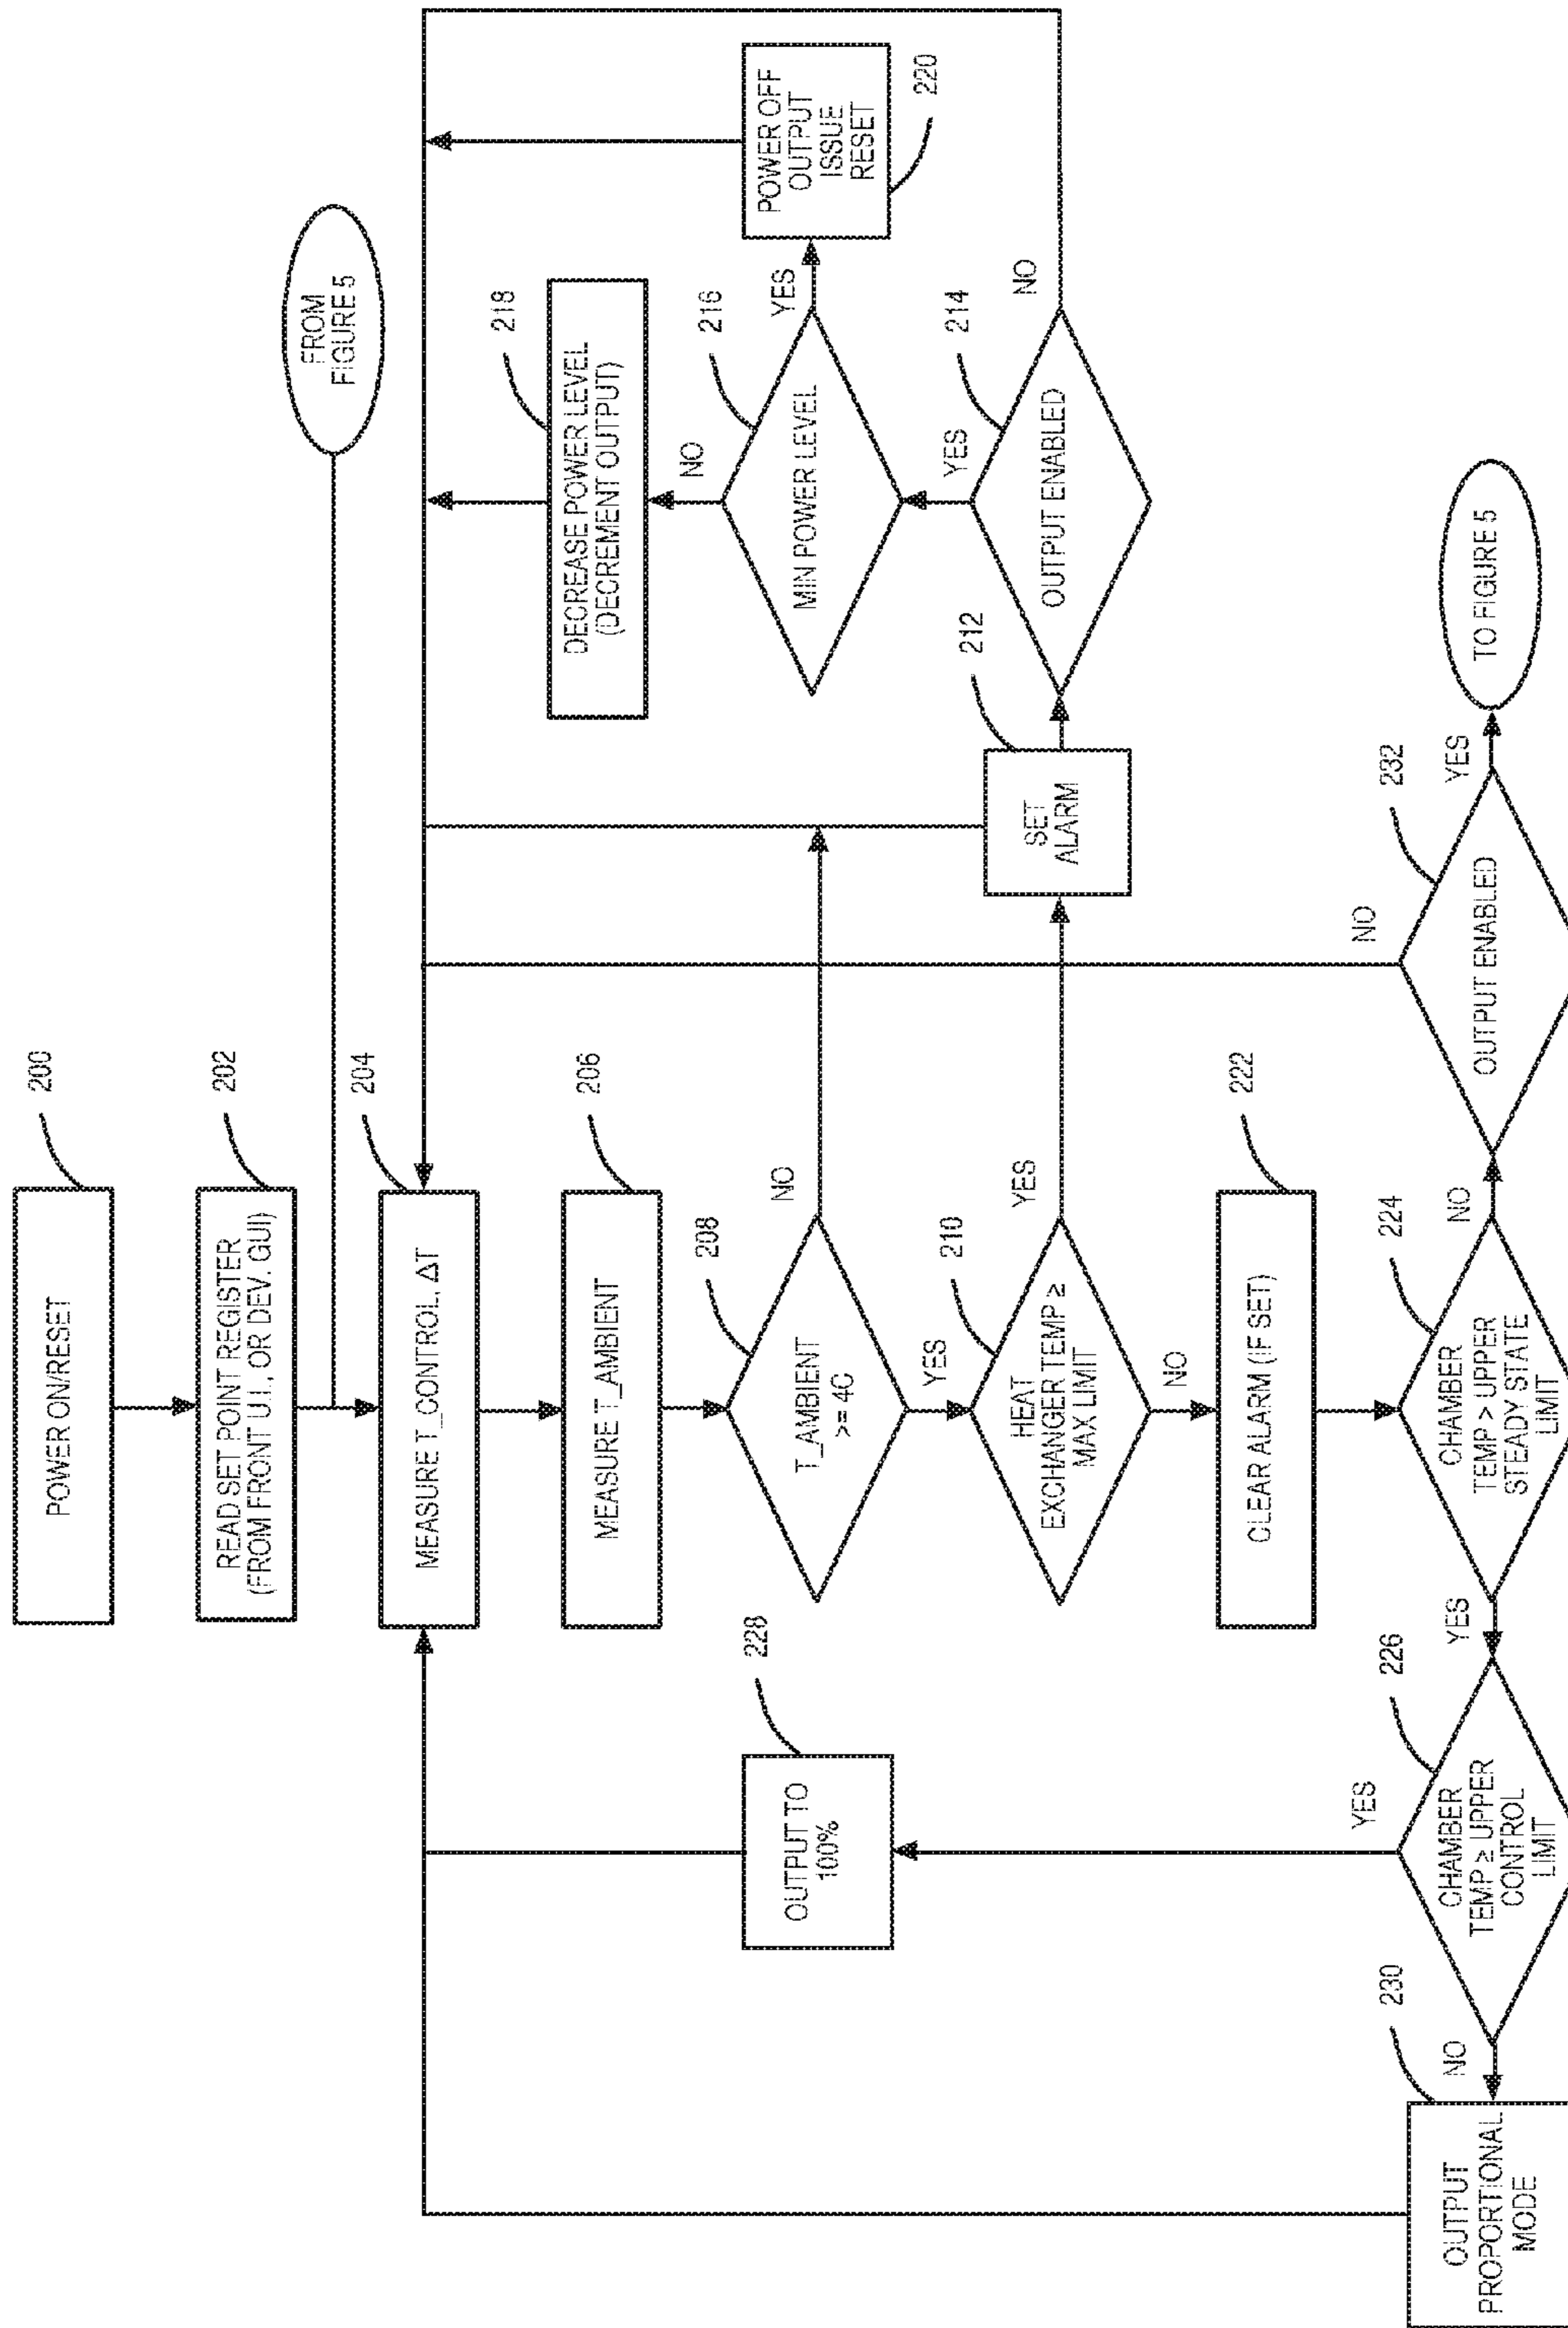 POWER ON/RESET
200
READ SET POINT REGISTER
(FROM FRONT U.I., OR DEV. GUI)
202
FROM
FIGURE 5
MEASURE T_CONTROL, ΔT
204
MEASURE T_AMBIENT
206
T_AMBIENT
>= 4C
208
NO
YES
HEAT
EXCHANGER TEMP ≥
MAX LIMIT
210
YES
NO
SET
ALARM
212
OUTPUT ENABLED
214
YES
NO
MIN POWER LEVEL
216
NO
YES
DECREASE POWER LEVEL
(DECREMENT OUTPUT)
218
POWER OFF
OUTPUT
ISSUE
RESET
220
CLEAR ALARM (IF SET)
222
CHAMBER
TEMP > UPPER
STEADY STATE
LIMIT
224
YES
NO
CHAMBER
TEMP ≥ UPPER
CONTROL
LIMIT
226
YES
NO
OUTPUT TO
100%
228
OUTPUT
PROPORTIONAL
MODE
230
OUTPUT ENABLED
232
NO
YES
TO FIGURE 5